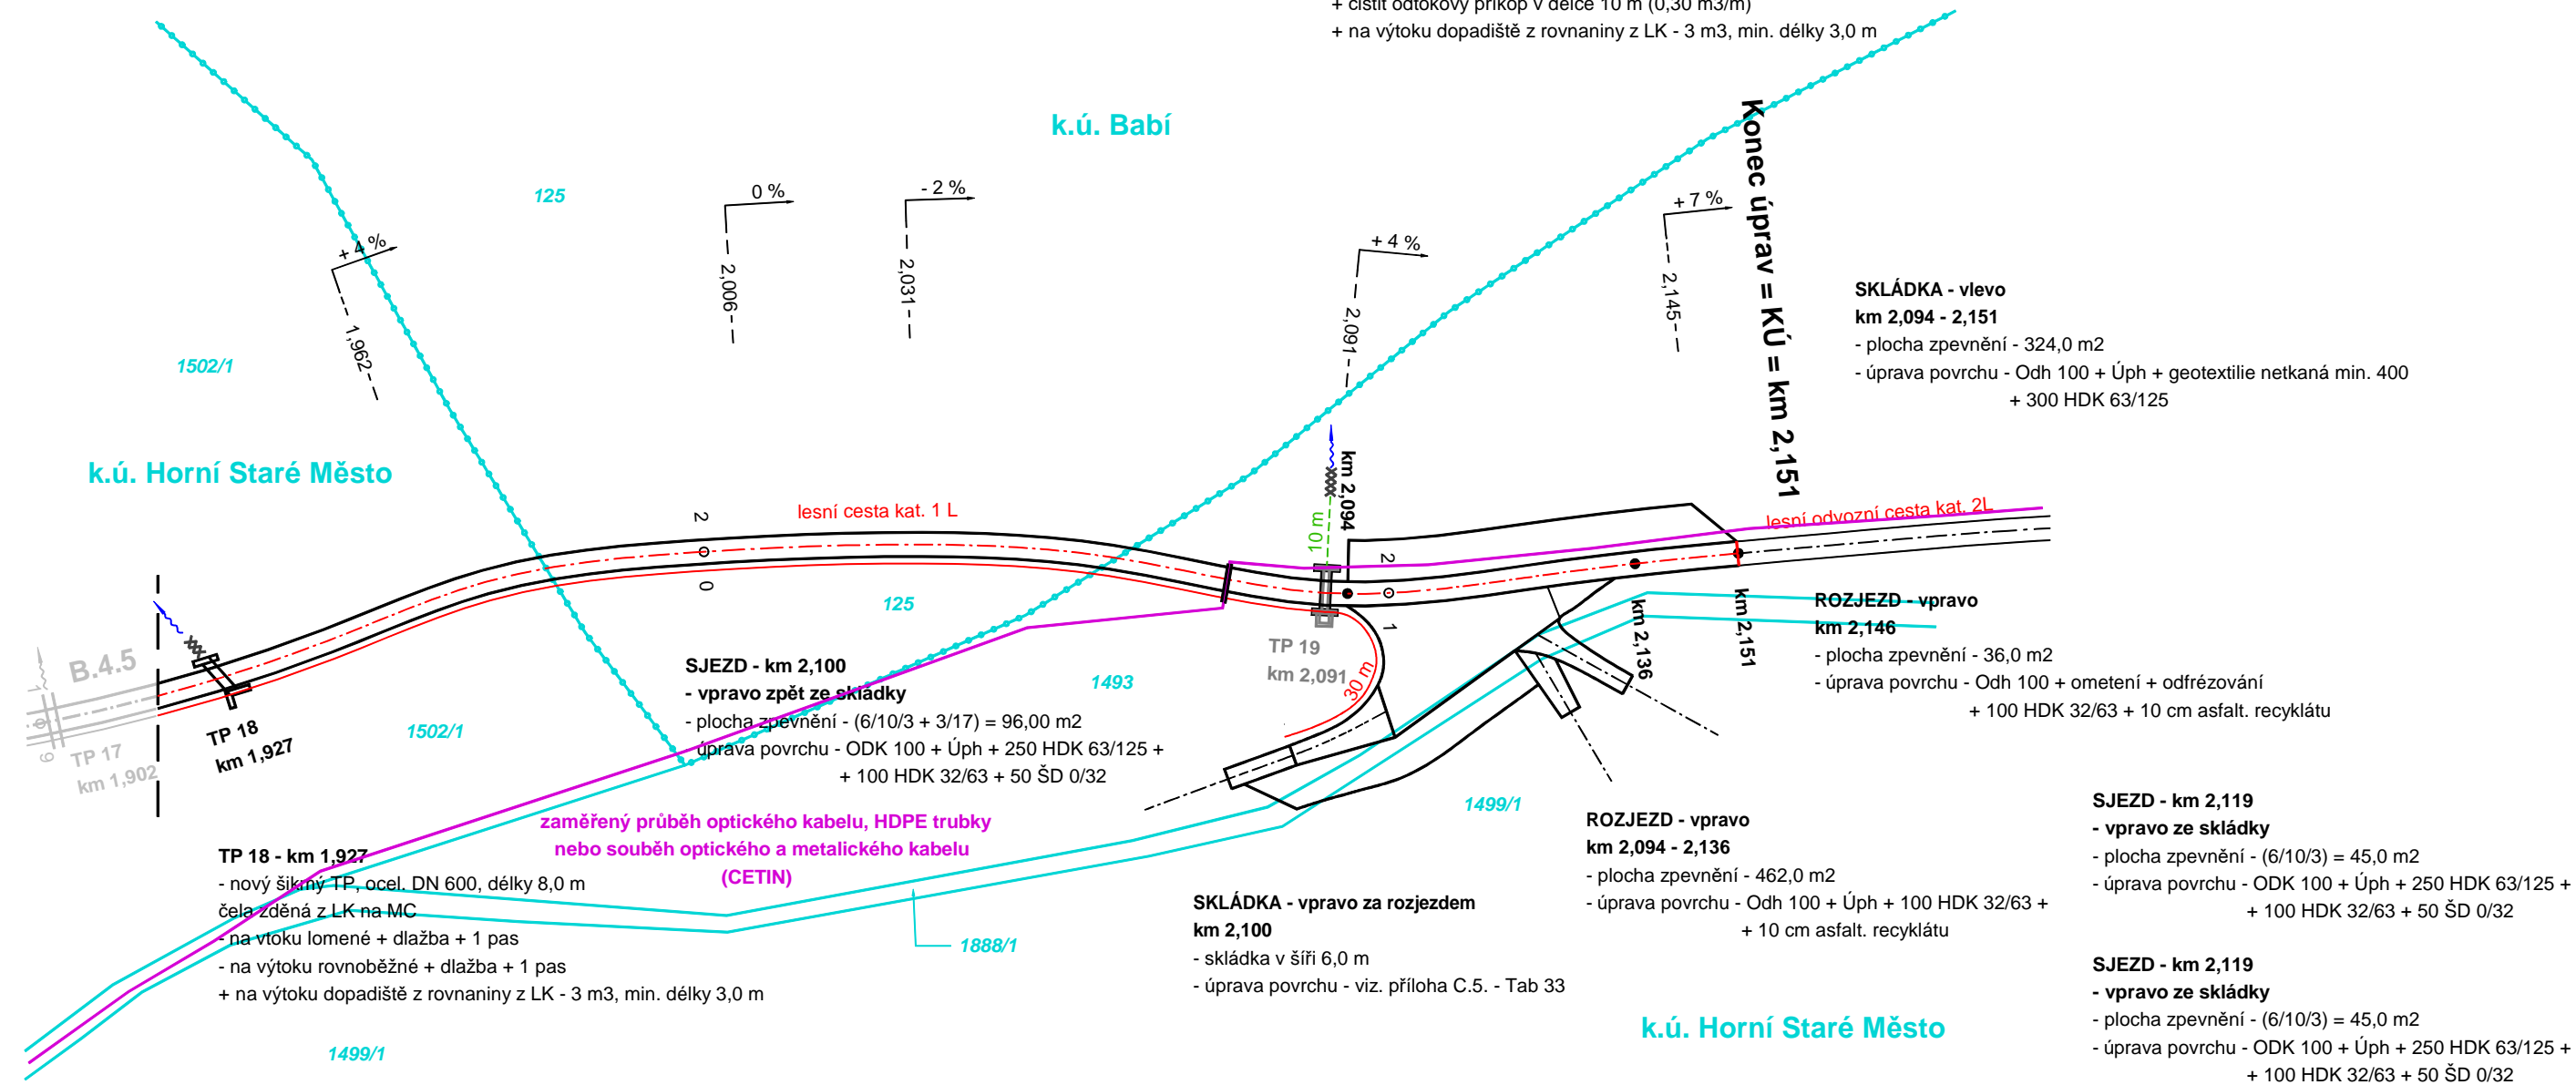 + čistit odtokový příkop v délce 10 m (0,30 m3/m)
+ na výtoku dopadiště z rovnaniny z LK - 3 m3, min. délky 3,0 m
k.ú. Babí
125
0 %
- 2 %
+ 4 %
+ 7 %
+ 4 %
1,962
2,006
2,031
2,091
2,145
Konec úprav = KÚ = km 2,151
SKLÁDKA - vlevo
km 2,094 - 2,151
- plocha zpevnění - 324,0 m2
- úprava povrchu - Odh 100 + Úph + geotextilie netkaná min. 400
+ 300 HDK 63/125
1502/1
k.ú. Horní Staré Město
lesní cesta kat. 1 L
2
0
10 m
km 2,094
2
1
lesní odvozní cesta kat. 2L
125
km 2,136
km 2,151
ROZJEZD - vpravo
km 2,146
- plocha zpevnění - 36,0 m2
- úprava povrchu - Odh 100 + ometení + odfrézování
+ 100 HDK 32/63 + 10 cm asfalt. recyklátu
B.4.5
1
9
TP 17
km 1,902
TP 18
km 1,927
1502/1
SJEZD - km 2,100
- vpravo zpět ze skládky
- plocha zpevnění - (6/10/3 + 3/17) = 96,00 m2
- úprava povrchu - ODK 100 + Úph + 250 HDK 63/125 +
+ 100 HDK 32/63 + 50 ŠD 0/32
1493
TP 19
km 2,091
30 m
1499/1
zaměřený průběh optického kabelu, HDPE trubky
nebo souběh optického a metalického kabelu
(CETIN)
TP 18 - km 1,927
- nový šikmý TP, ocel. DN 600, délky 8,0 m
čela zděná z LK na MC
- na vtoku lomené + dlažba + 1 pas
- na výtoku rovnoběžné + dlažba + 1 pas
+ na výtoku dopadiště z rovnaniny z LK - 3 m3, min. délky 3,0 m
1888/1
SKLÁDKA - vpravo za rozjezdem
km 2,100
- skládka v šíři 6,0 m
- úprava povrchu - viz. příloha C.5. - Tab 33
ROZJEZD - vpravo
km 2,094 - 2,136
- plocha zpevnění - 462,0 m2
- úprava povrchu - Odh 100 + Úph + 100 HDK 32/63 +
+ 10 cm asfalt. recyklátu
SJEZD - km 2,119
- vpravo ze skládky
- plocha zpevnění - (6/10/3) = 45,0 m2
- úprava povrchu - ODK 100 + Úph + 250 HDK 63/125 +
+ 100 HDK 32/63 + 50 ŠD 0/32
SJEZD - km 2,119
- vpravo ze skládky
- plocha zpevnění - (6/10/3) = 45,0 m2
- úprava povrchu - ODK 100 + Úph + 250 HDK 63/125 +
+ 100 HDK 32/63 + 50 ŠD 0/32
k.ú. Horní Staré Město
1499/1